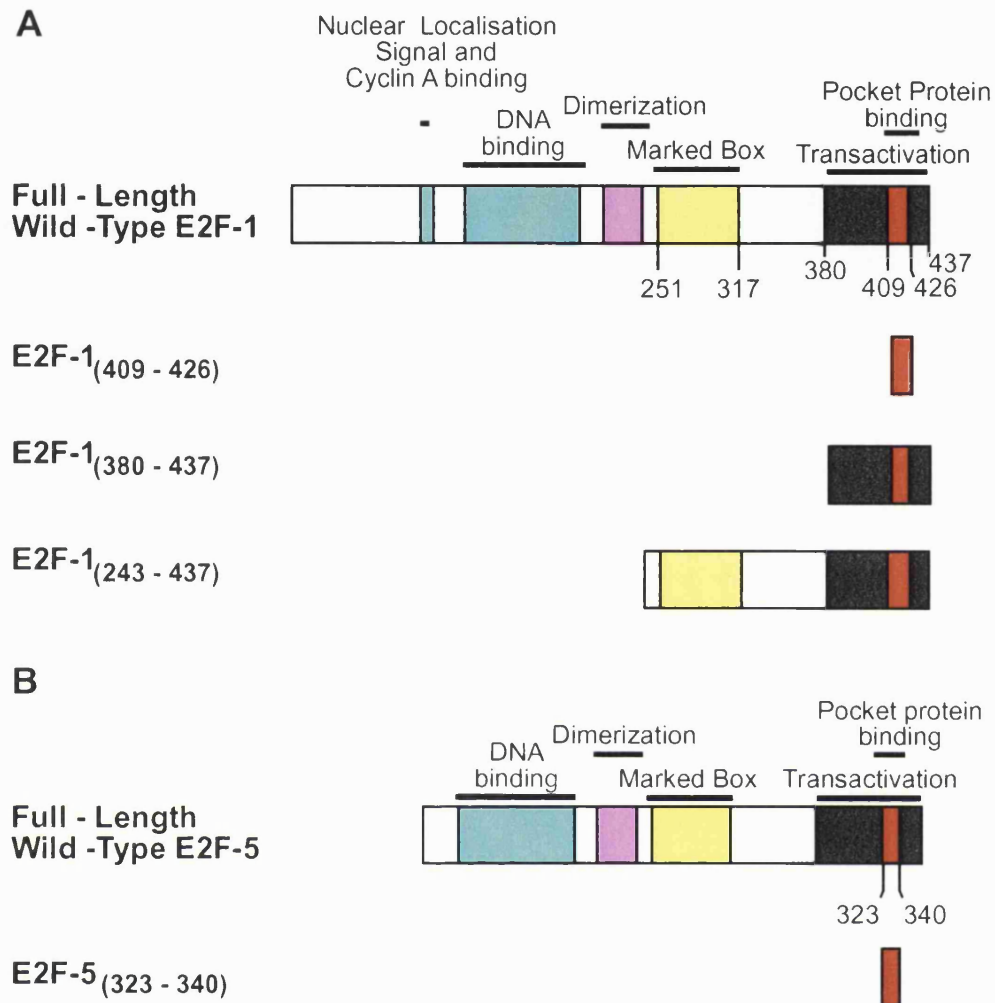 A
Nuclear Localisation
Signal and
Cyclin A binding
DNA
binding
Dimerization
Marked Box
Pocket Protein
binding
Transactivation
Full - Length
Wild -Type E2F-1
251
317
380
409
426
437
E2F-1(409 - 426)
E2F-1(380 - 437)
E2F-1(243 - 437)
B
DNA
binding
Dimerization
Marked Box
Pocket protein
binding
Transactivation
Full - Length
Wild -Type E2F-5
323
340
E2F-5(323 - 340)